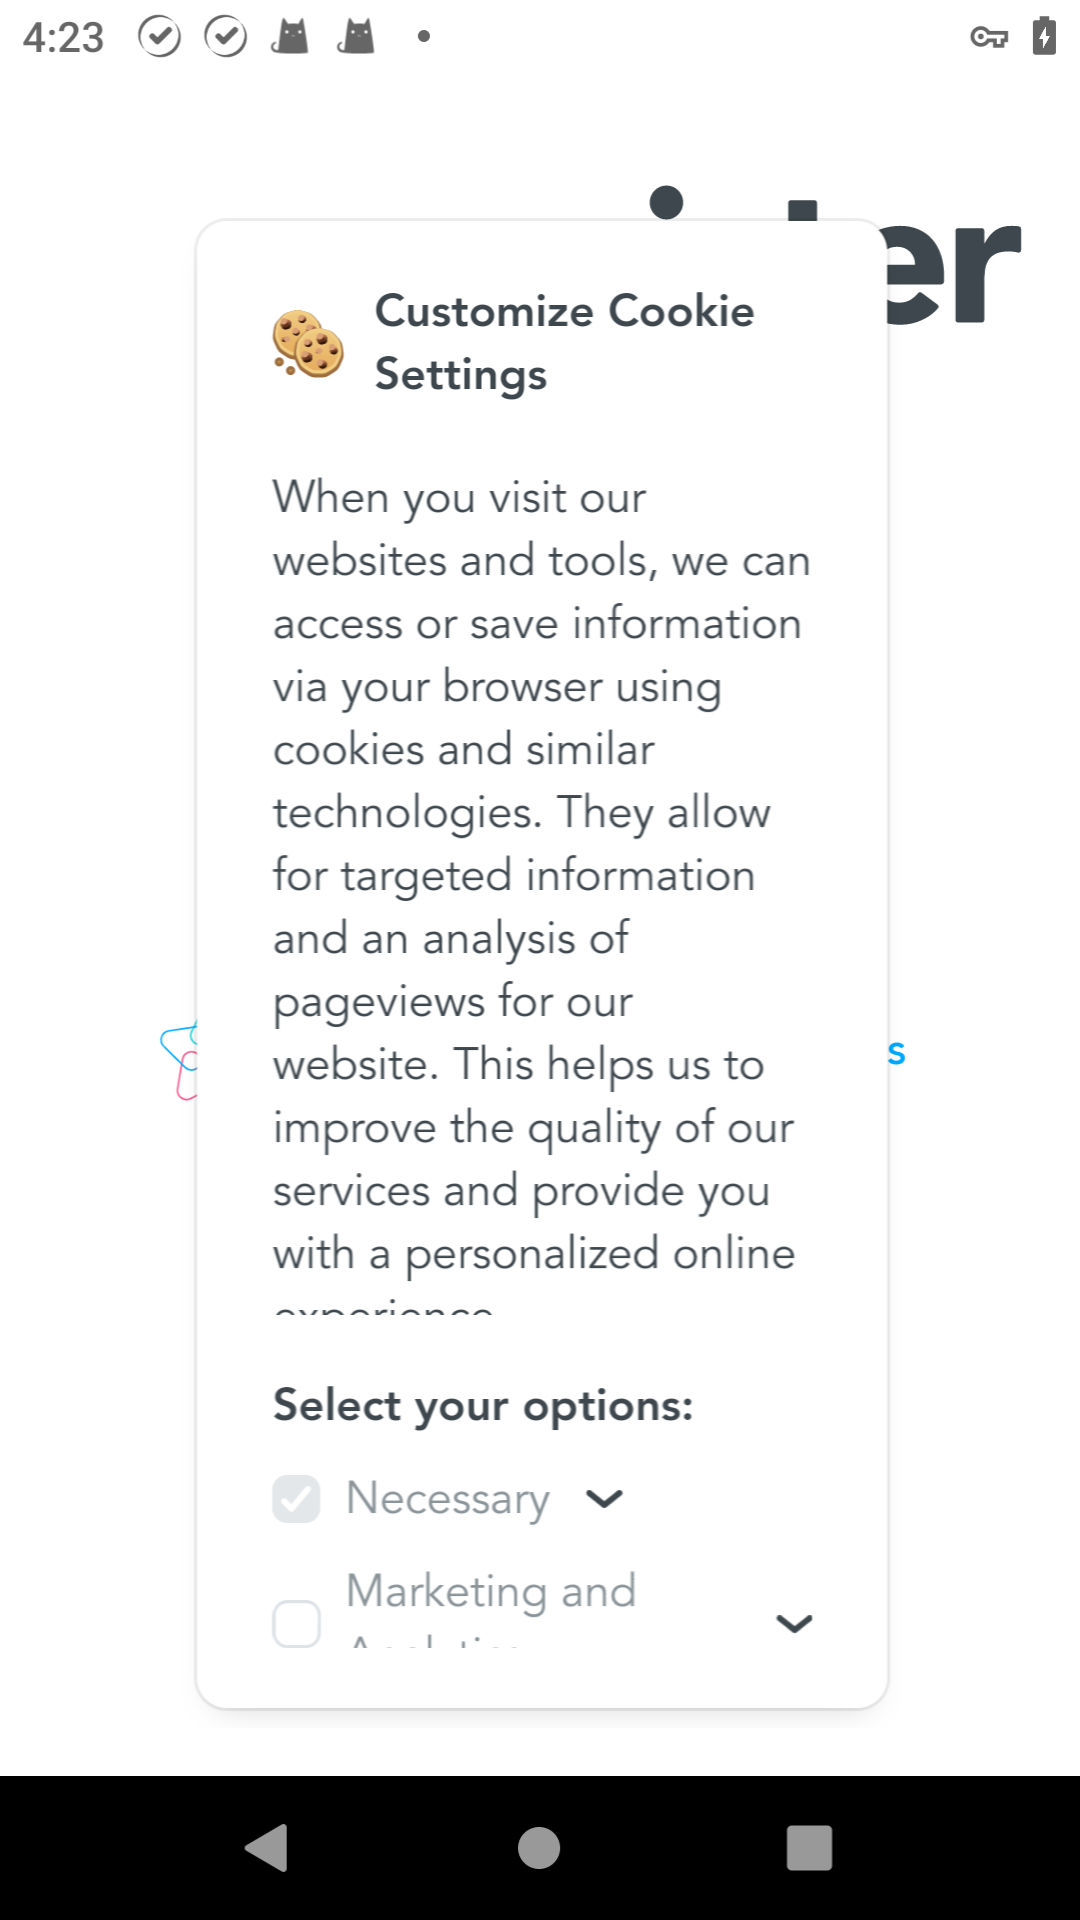 4:23
er
Customize Cookie
Settings
When you visit our
websites and tools, we can
access or save information
via your browser using
cookies and similar
technologies. They allow
for targeted information
and an analysis of
pageviews for our
website. This helps us to
improve the quality of our
services and provide you
with a personalized online
experience
s
Select your options:
Necessary
Marketing and
Analytics